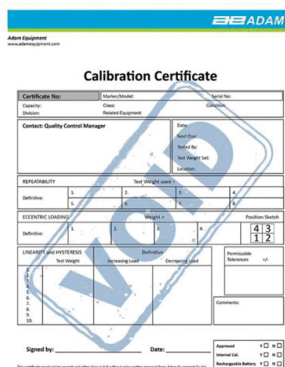 ae ADAM
Adam Equipment
www.adamequipment.com
Calibration Certificate
Certificate No: Marker/Model: Serial No:
Capacity: Class: Condition:
Division: Related Equipment:
Contact: Quality Control Manager Date:
Next Due:
Tested By:
Test Weight Set:
Location:
REPEATABILITY Test Weight used =
Definitive: 1. 2. 3. 4.
5. 6. 7. 8.
ECCENTRIC LOADING Weight = Position Sketch
Definitive: 1. 2. 3. 4. 4 3
1 2
LINEARITY and HYSTERESIS Definitive Permissable
Test Weight Increasing Load Decreasing Load Tolerances +/-
1.
2.
3.
4.
5.
6.
7.
8.
9.
10.
Comments:
VOID
Signed by: Date: Approved Y N
Internal Cal. Y N
Rechargeable Battery Y N